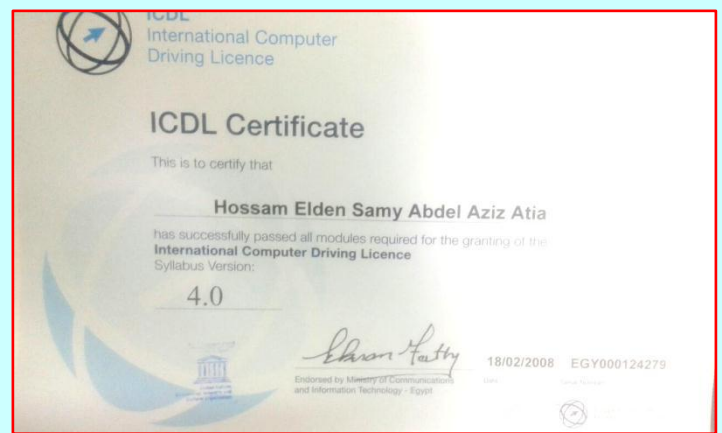 ICDL
International Computer
Driving Licence
ICDL Certificate
This is to certify that
Hossam Elden Samy Abdel Aziz Atia
has successfully passed all modules required for the granting of the
International Computer Driving Licence
Syllabus Version:
4.0
18/02/2008 EGY000124279
Endorsed by Ministry of Communications
and Information Technology - Egypt
Date